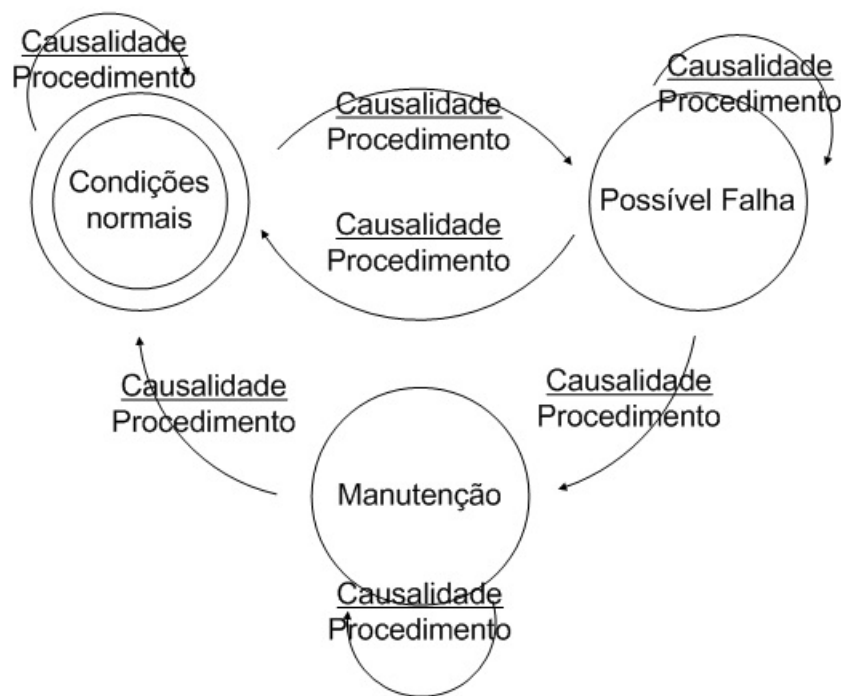 Causalidade
Procedimento
Causalidade
Procedimento
Causalidade
Procedimento
Condições
normais
Possível Falha
Causalidade
Procedimento
Causalidade
Procedimento
Causalidade
Procedimento
Manutenção
Causalidade
Procedimento